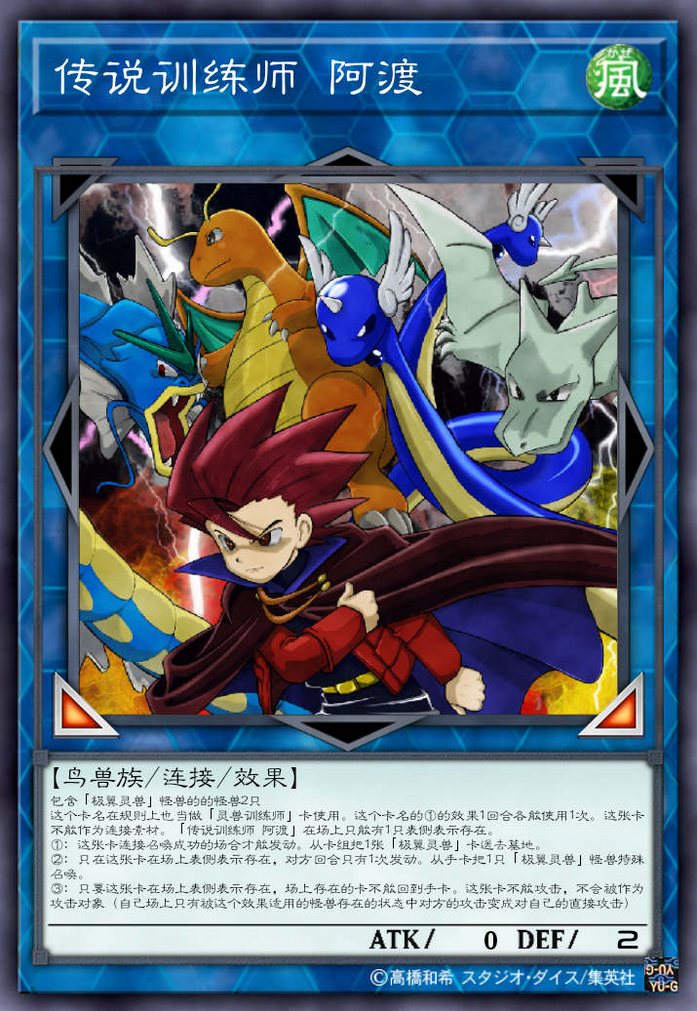 传说训练师 阿渡
かぜ
風
【鸟兽族/连接/效果】
包含「极翼灵兽」怪兽的的怪兽2只
这个卡名在规则上也当做「灵兽训练师」卡使用。这个卡名的①的效果1回合各能使用1次。这张卡
不能作为连接素材。「传说训练师 阿渡」在场上只能有1只表侧表示存在。
①：这张卡连接召唤成功的场合才能发动。从卡组把1张「极翼灵兽」卡送去墓地。
②：只在这张卡在场上表侧表示存在，对方回合只有1次发动。从手卡把1只「极翼灵兽」怪兽特殊
召唤。
③：只要这张卡在场上表侧表示存在，场上存在的卡不能回到手卡。这张卡不能攻击，不会被作为
攻击对象（自己场上只有被这个效果适用的怪兽存在的状态中对方的攻击变成对自己的直接攻击）
ATK/ 0 DEF/ 2
©高橋和希 スタジオ・ダイス/集英社
YU-G